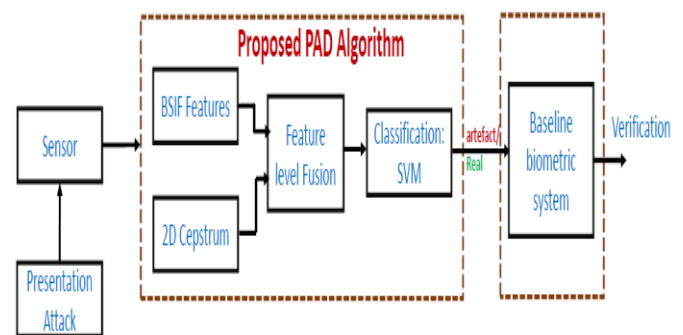 Proposed PAD Algorithm
BSIF Features
Sensor
Feature
level Fusion
Classification:
SVM
artefact/
Real
Baseline
biometric
system
Verification
2D Cepstrum
Presentation
Attack